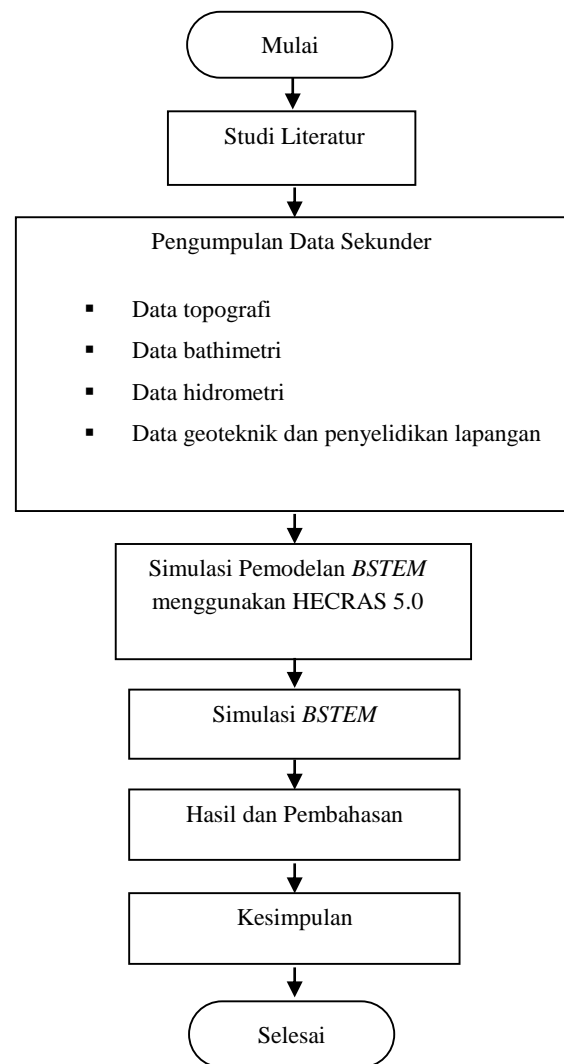 Mulai
Studi Literatur
Pengumpulan Data Sekunder
▪ Data topografi
▪ Data bathimetri
▪ Data hidrometri
▪ Data geoteknik dan penyelidikan lapangan
Simulasi Pemodelan BSTEM
menggunakan HECRAS 5.0
Simulasi BSTEM
Hasil dan Pembahasan
Kesimpulan
Selesai